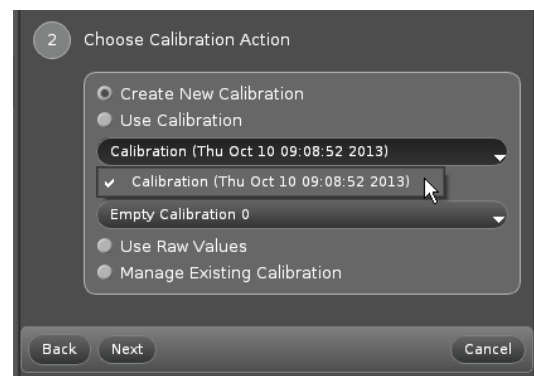 2 Choose Calibration Action
Create New Calibration
Use Calibration
Calibration (Thu Oct 10 09:08:52 2013)
Calibration (Thu Oct 10 09:08:52 2013)
Empty Calibration 0
Use Raw Values
Manage Existing Calibration
Back Next Cancel